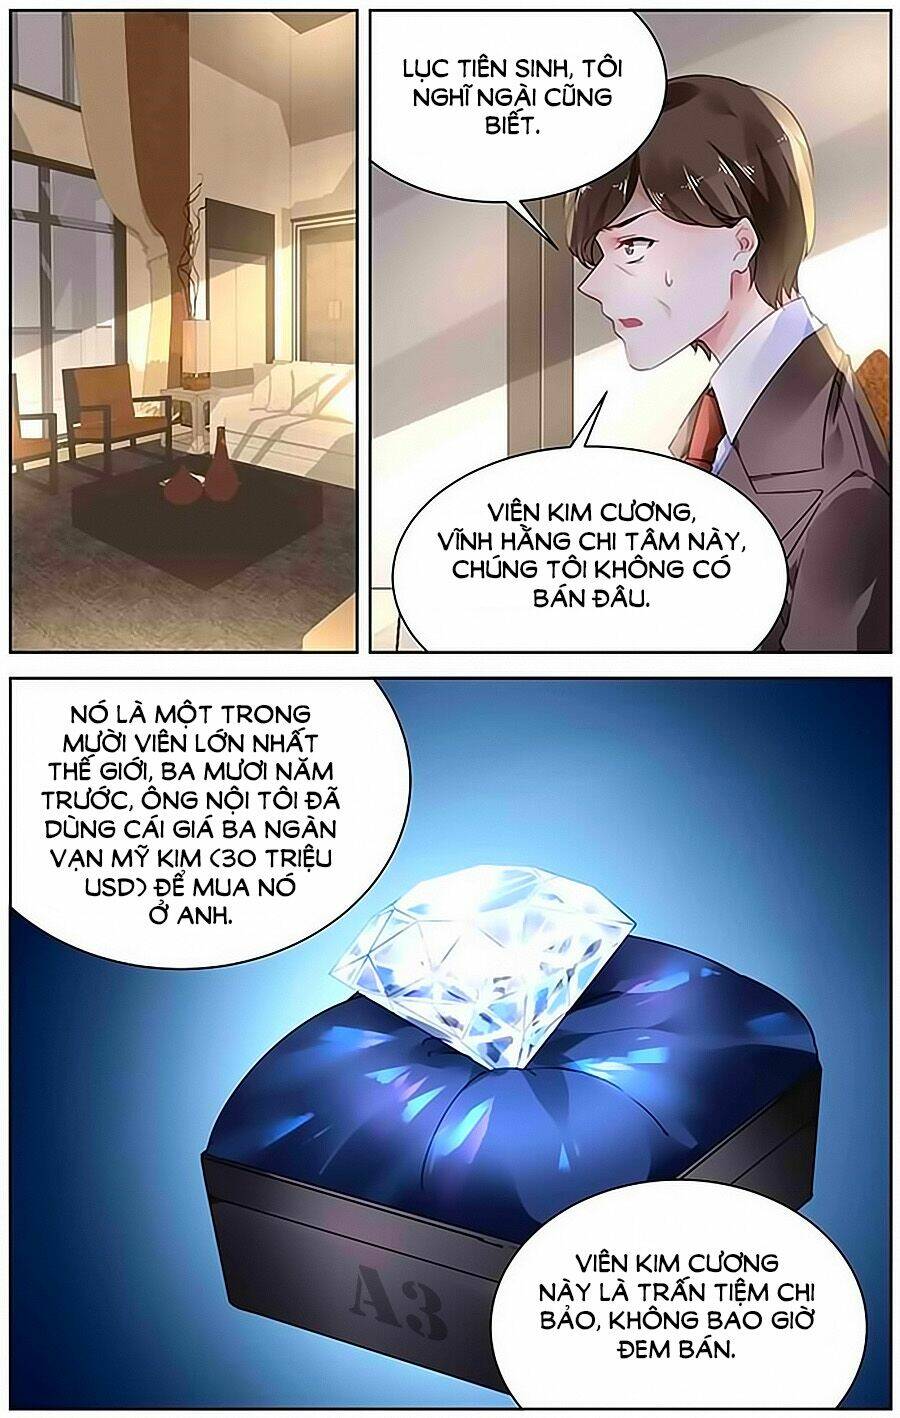 LỤC TIÊN SINH, TÔI
NGHĨ NGÀI CŨNG
BIẾT.
VIÊN KIM CƯƠNG,
VĨNH HẰNG CHI TÂM NÀY,
CHÚNG TÔI KHÔNG CÓ
BÁN ĐÂU.
NÓ LÀ MỘT TRONG
MƯỜI VIÊN LỚN NHẤT
THẾ GIỚI, BA MƯƠI NĂM
TRƯỚC, ÔNG NỘI TÔI ĐÃ
DÙNG CÁI GIÁ BA NGÀN
VẠN MỸ KIM (30 TRIỆU
USD) ĐỂ MUA NÓ
Ở ANH.
A3
VIÊN KIM CƯƠNG
NÀY LÀ TRẤN TIỆM CHI
BẢO, KHÔNG BAO GIỜ
ĐEM BÁN.